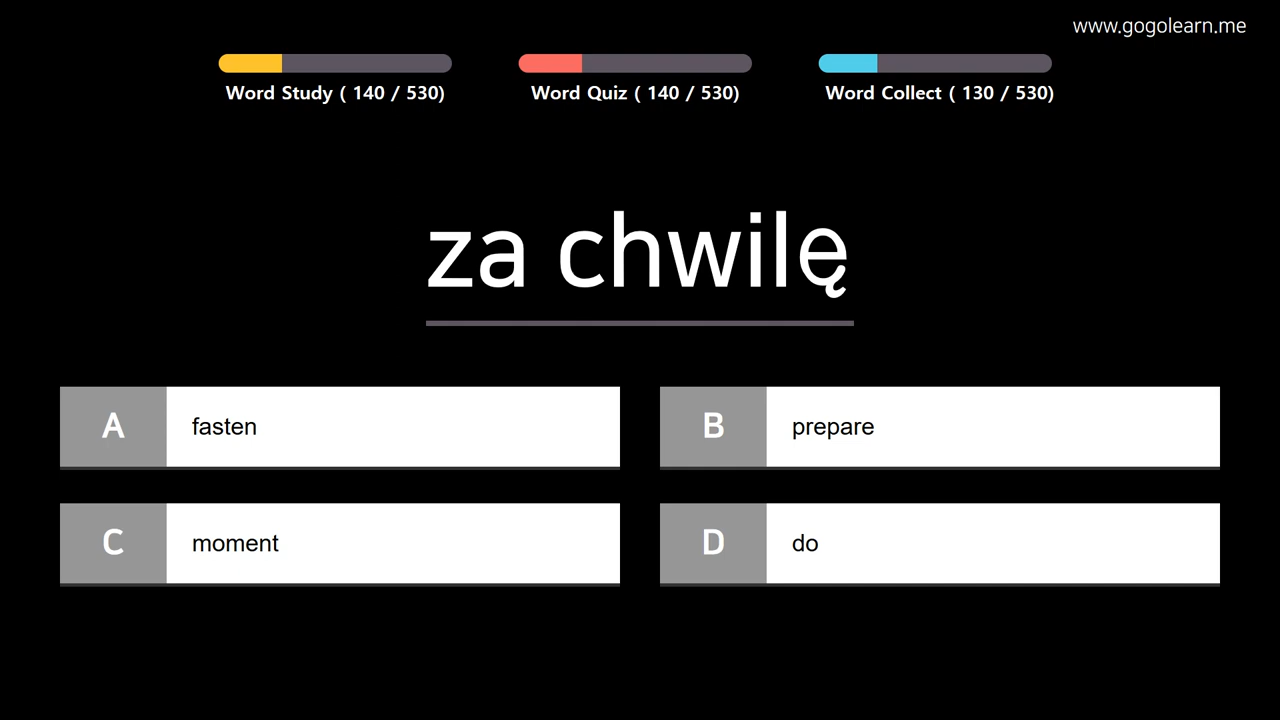 www.gogolearn.me
Word Study ( 140 / 530)
Word Quiz ( 140 / 530)
Word Collect ( 130 / 530)
za chwilę
A fasten
B prepare
C moment
D do